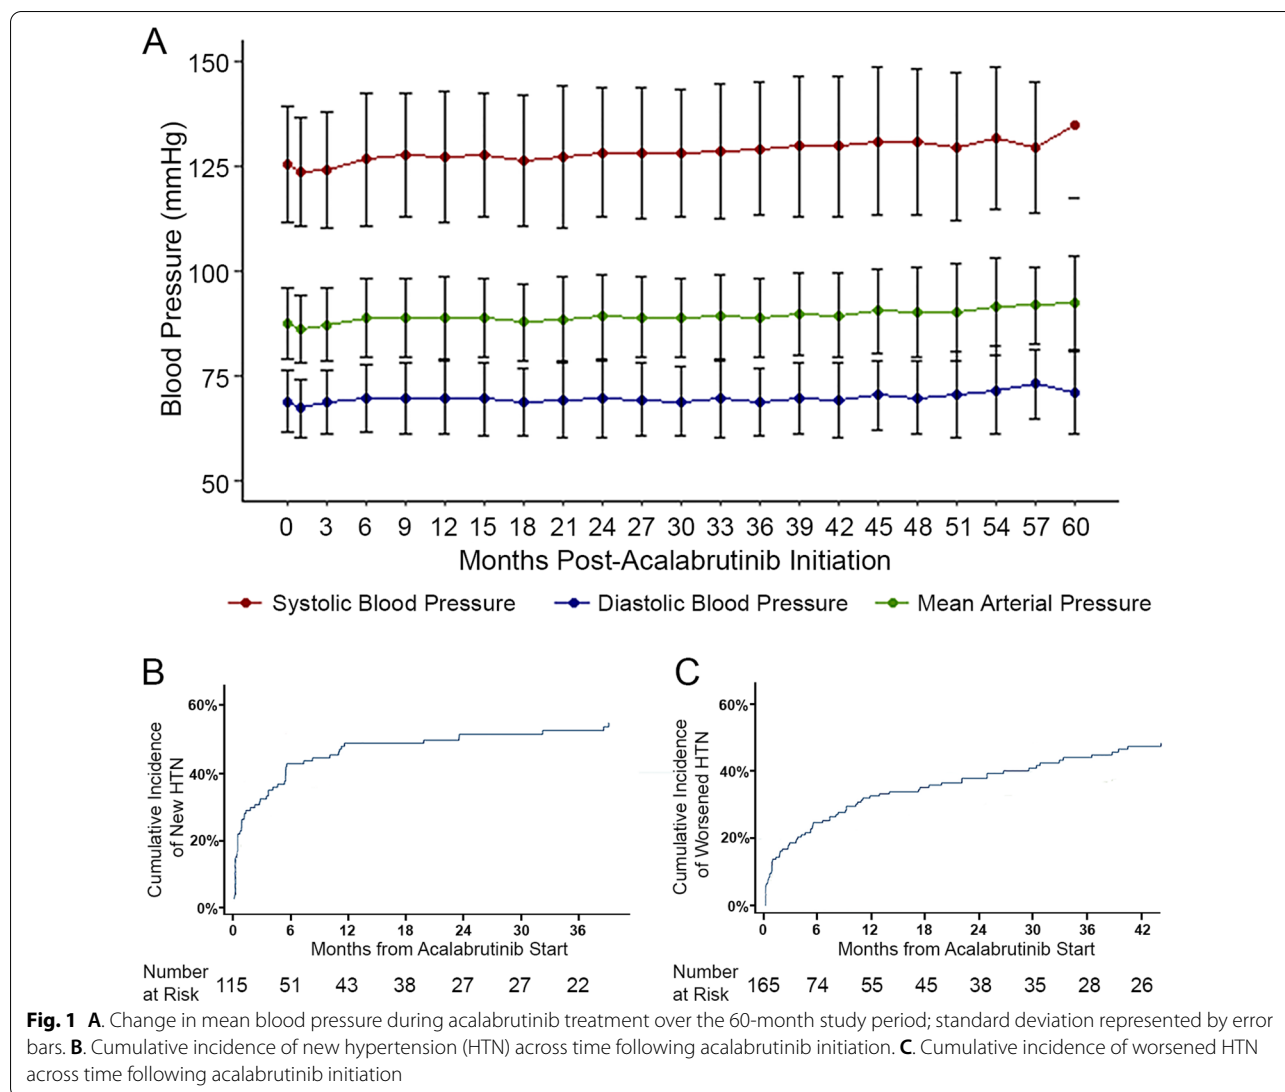 A
150
125
100
75
50
Blood Pressure (mmHg)
0 3 6 9 12 15 18 21 24 27 30 33 36 39 42 45 48 51 54 57 60
Months Post-Acalabrutinib Initiation
Systolic Blood Pressure Diastolic Blood Pressure Mean Arterial Pressure
B
60%
40%
20%
0%
Cumulative Incidence
of New HTN
0 6 12 18 24 30 36
Months from Acalabrutinib Start
Number
at Risk
115 51 43 38 27 27 22
C
60%
40%
20%
0%
Cumulative Incidence
of Worsened HTN
0 6 12 18 24 30 36 42
Months from Acalabrutinib Start
Number
at Risk
165 74 55 45 38 35 28 26
Fig. 1 A. Change in mean blood pressure during acalabrutinib treatment over the 60-month study period; standard deviation represented by error
bars. B. Cumulative incidence of new hypertension (HTN) across time following acalabrutinib initiation. C. Cumulative incidence of worsened HTN
across time following acalabrutinib initiation